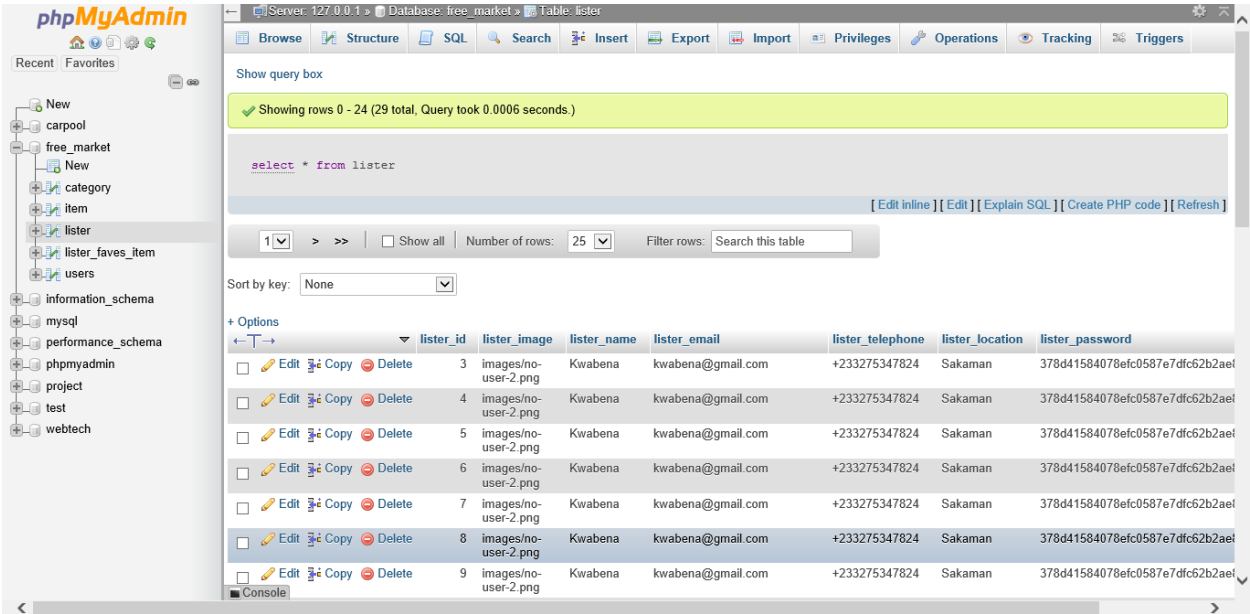 phpMyAdmin
Recent Favorites
New
carpool
free_market
New
category
item
lister
lister_faves_item
users
information_schema
mysql
performance_schema
phpmyadmin
project
test
webtech
Server: 127.0.0.1 » Database: free_market » Table: lister
Browse Structure SQL Search Insert Export Import Privileges Operations Tracking Triggers
Show query box
Showing rows 0 - 24 (29 total, Query took 0.0006 seconds.)
select * from lister
[ Edit inline ] [ Edit ] [ Explain SQL ] [ Create PHP code ] [ Refresh ]
1 > >> Show all Number of rows: 25 Filter rows: Search this table
Sort by key: None
+ Options
←T→ lister_id lister_image lister_name lister_email lister_telephone lister_location lister_password
Edit Copy Delete 3 images/no-user-2.png Kwabena kwabena@gmail.com +233275347824 Sakaman 378d41584078efc0587e7dfc62b2ae
Edit Copy Delete 4 images/no-user-2.png Kwabena kwabena@gmail.com +233275347824 Sakaman 378d41584078efc0587e7dfc62b2ae
Edit Copy Delete 5 images/no-user-2.png Kwabena kwabena@gmail.com +233275347824 Sakaman 378d41584078efc0587e7dfc62b2ae
Edit Copy Delete 6 images/no-user-2.png Kwabena kwabena@gmail.com +233275347824 Sakaman 378d41584078efc0587e7dfc62b2ae
Edit Copy Delete 7 images/no-user-2.png Kwabena kwabena@gmail.com +233275347824 Sakaman 378d41584078efc0587e7dfc62b2ae
Edit Copy Delete 8 images/no-user-2.png Kwabena kwabena@gmail.com +233275347824 Sakaman 378d41584078efc0587e7dfc62b2ae
Edit Copy Delete 9 images/no-user-2.png Kwabena kwabena@gmail.com +233275347824 Sakaman 378d41584078efc0587e7dfc62b2ae
Console